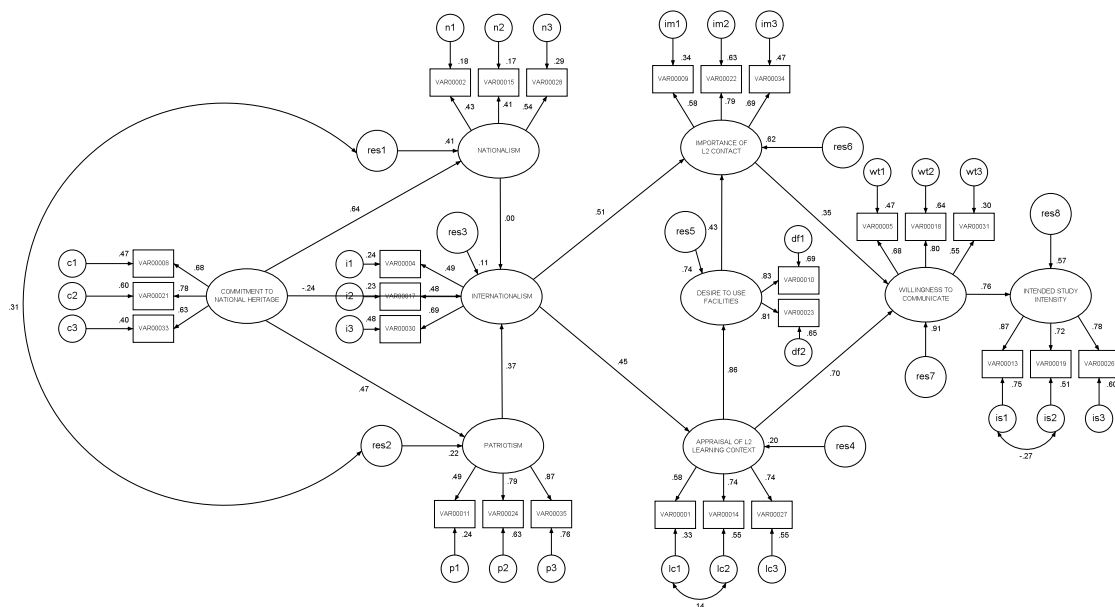 n1
n2
n3
.18
.17
.29
VAR00002
VAR00015
VAR00028
.43
.41
.54
res1
.41
NATIONALISM
im1
im2
im3
.34
.63
.47
VAR00009
VAR00022
VAR00034
.58
.79
.69
IMPORTANCE OF
L2 CONTACT
.62
res6
.64
.00
.51
.35
wt1
wt2
wt3
.47
.64
.30
VAR00005
VAR00018
VAR00031
.68
.80
.55
res8
.57
c1
.47
VAR00008
.68
c2
.60
VAR00021
.78
c3
.40
VAR00033
.63
.31
COMMITMENT TO
NATIONAL HERITAGE
-.24
res3
.11
i1
.24
VAR00004
.49
i2
.23
VAR00017
.48
i3
.48
VAR00030
.69
INTERNATIONALISM
res5
.74
.43
DESIRE TO USE
FACILITIES
df1
.69
.83
VAR00010
.81
VAR00023
.65
df2
WILLINGNESS TO
COMMUNICATE
.76
INTENDED STUDY
INTENSITY
.91
res7
.87
.72
.78
VAR00013
VAR00019
VAR00026
.75
.51
.60
is1
is2
is3
-.27
.47
.37
.45
.86
.70
res2
.22
PATRIOTISM
.49
.79
.87
VAR00011
VAR00024
VAR00035
.24
.63
.76
p1
p2
p3
APPRAISAL OF L2
LEARNING CONTEXT
.20
res4
.58
.74
.74
VAR00001
VAR00014
VAR00027
.33
.55
.55
lc1
lc2
lc3
.14